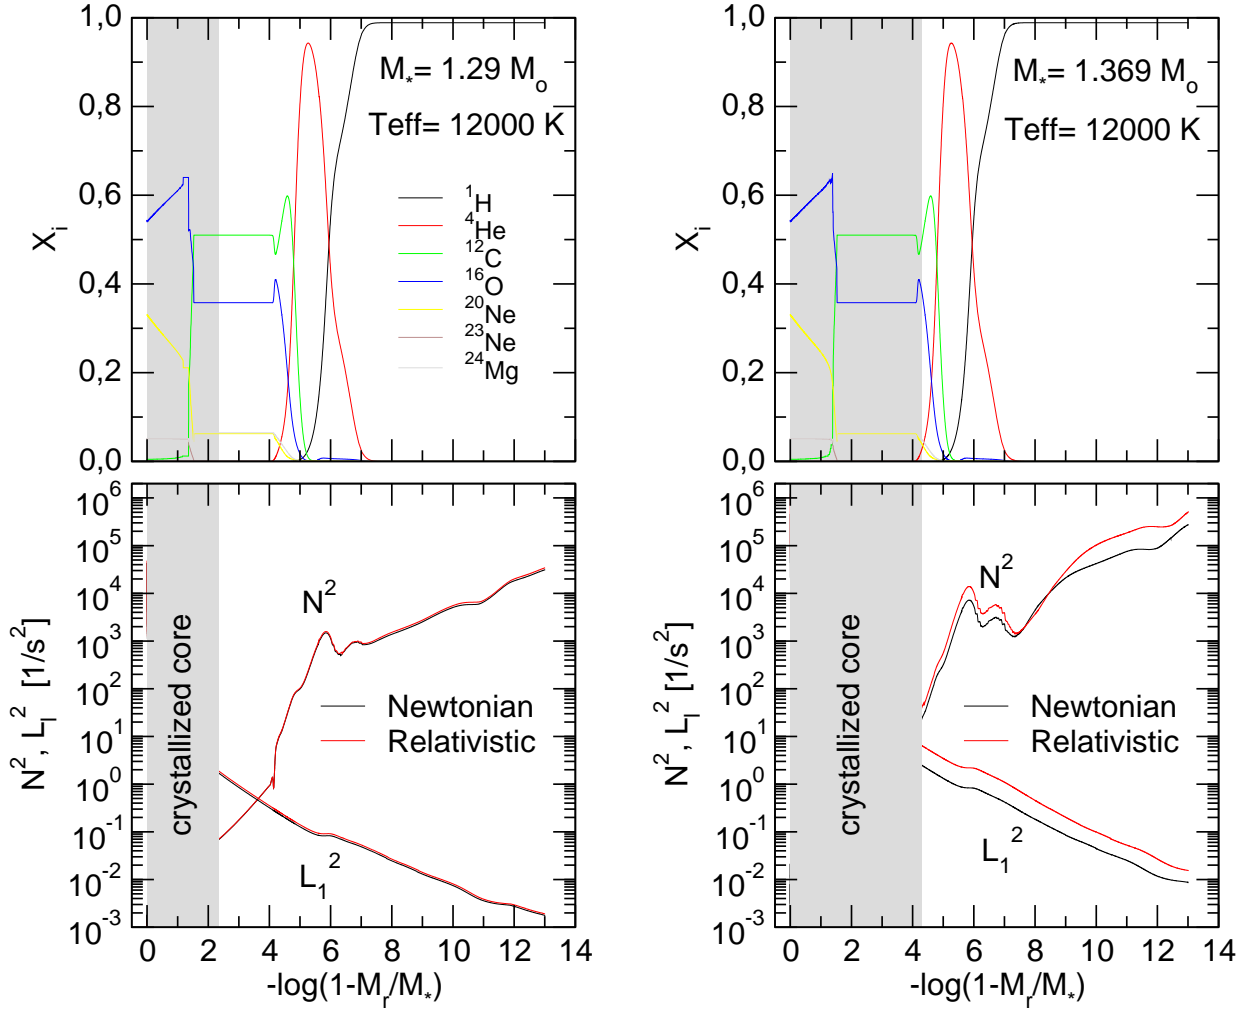 1,0
0,8
0,6
0,4
0,2
0,0
X_i
M_*= 1.29 M_o
Teff= 12000 K
^1H
^4He
^12C
^16O
^20Ne
^23Ne
^24Mg
1,0
0,8
0,6
0,4
0,2
0,0
X_i
M_*= 1.369 M_o
Teff= 12000 K
10^6
10^5
10^4
10^3
10^2
10^1
10^0
10^-1
10^-2
10^-3
N^2, L_l^2 [1/s^2]
crystallized core
N^2
Newtonian
Relativistic
L_1^2
0 2 4 6 8 10 12 14
-log(1-M_r/M_*)
10^6
10^5
10^4
10^3
10^2
10^1
10^0
10^-1
10^-2
10^-3
N^2, L_l^2 [1/s^2]
crystallized core
N^2
Newtonian
Relativistic
L_1^2
0 2 4 6 8 10 12 14
-log(1-M_r/M_*)